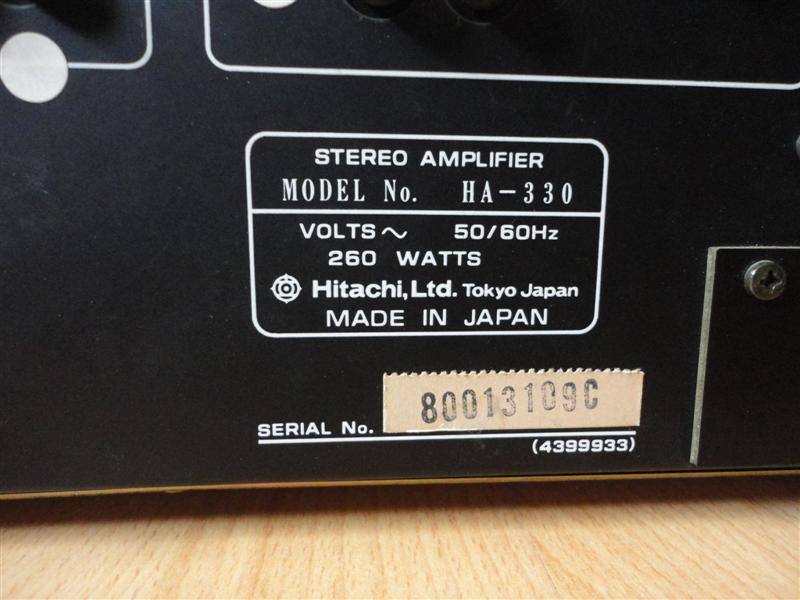 STEREO AMPLIFIER
MODEL No. HA-330
VOLTS ~ 50/60Hz
260 WATTS
Hitachi, Ltd. Tokyo Japan
MADE IN JAPAN
SERIAL No. 80013109C
(4399933)